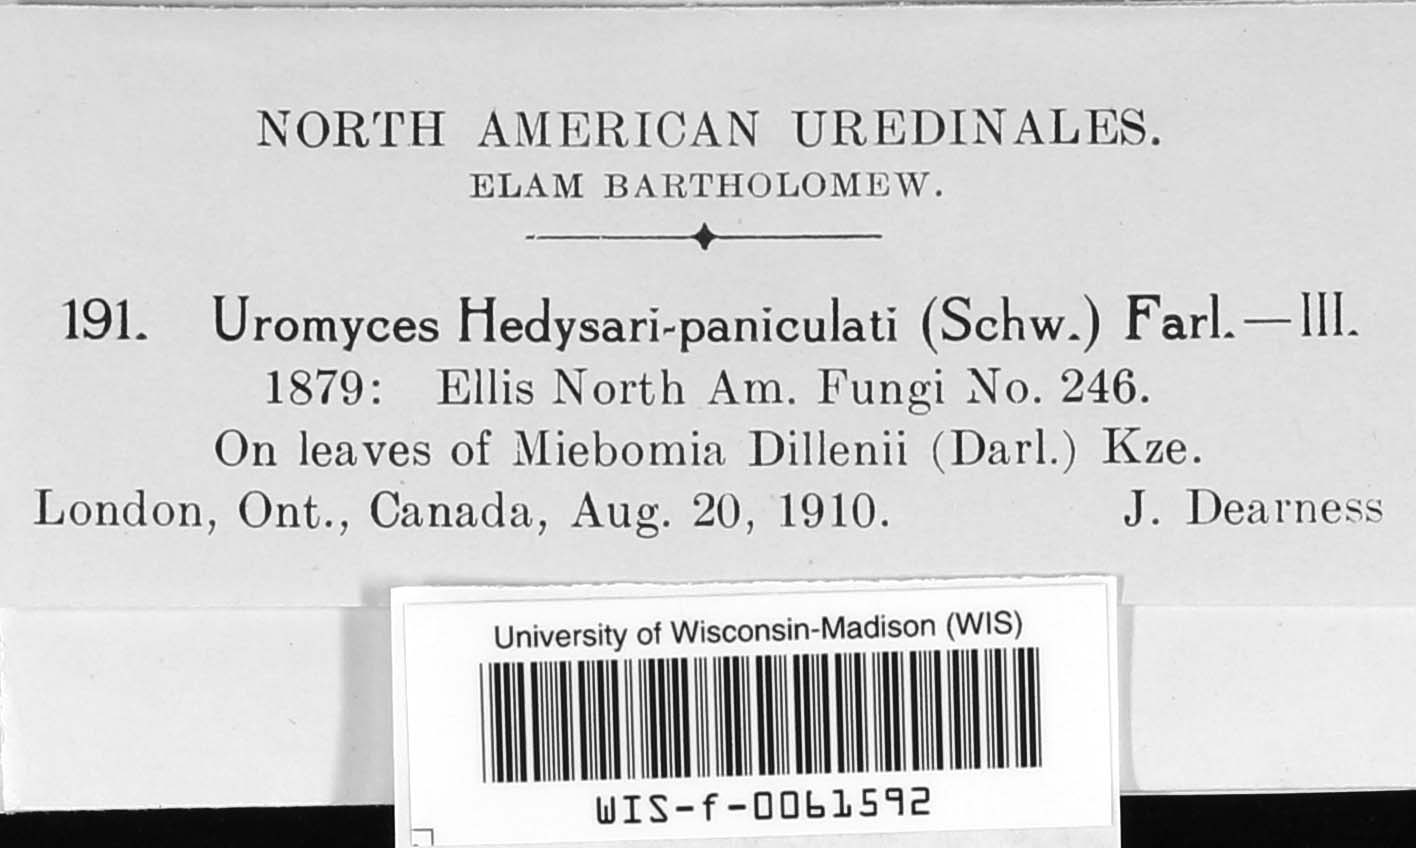 NORTH AMERICAN UREDINALES.
ELAM BARTHOLOMEW.
191. Uromyces Hedysari-paniculati (Schw.) Farl.—III.
1879: Ellis North Am. Fungi No. 246.
On leaves of Miebomia Dillenii (Darl.) Kze.
London, Ont., Canada, Aug. 20, 1910. J. Dearness
University of Wisconsin-Madison (WIS)
WIS-f-0061592